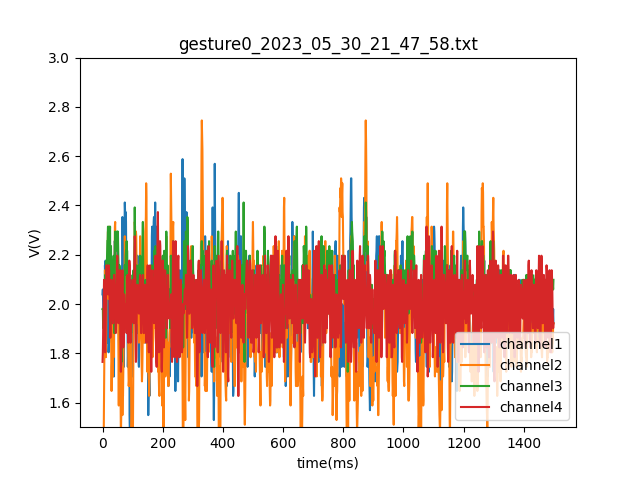 gesture0_2023_05_30_21_47_58.txt
3.0
2.8
2.6
2.4
2.2
2.0
1.8
1.6
V(V)
channel1
channel2
channel3
channel4
0 200 400 600 800 1000 1200 1400
time(ms)